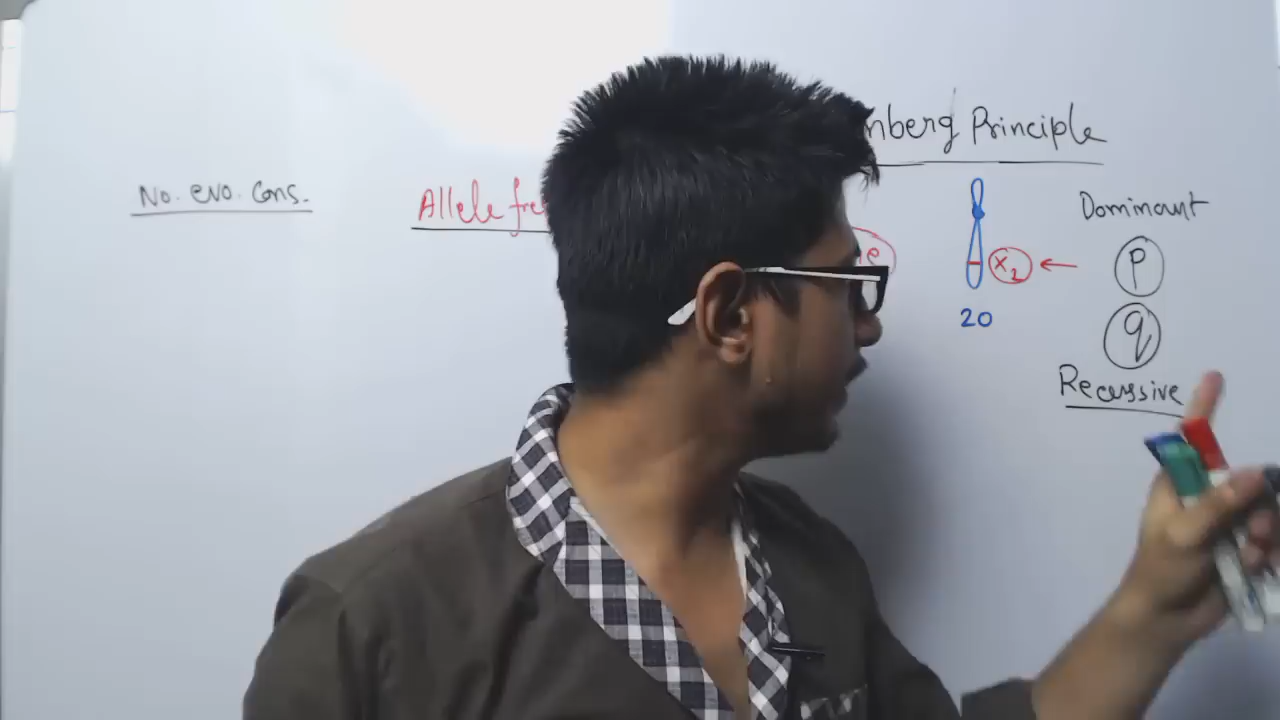 nberg Principle
No. evo. cons.
Allele fre
Dominant
x2
p
20
q
Recessive